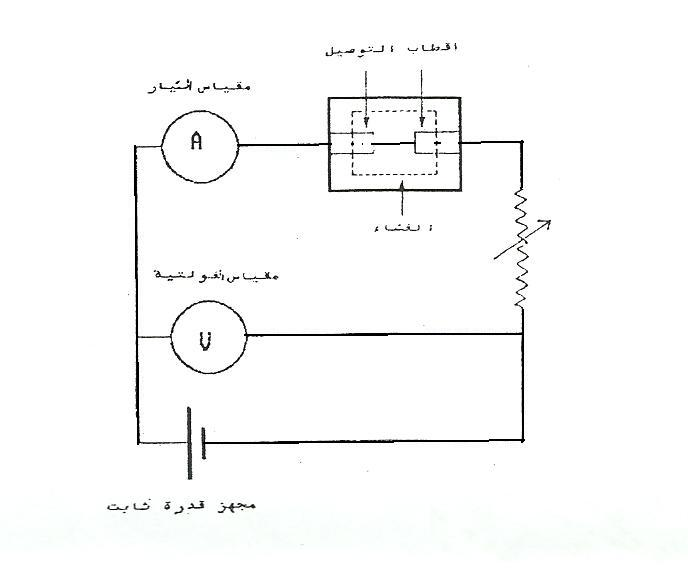 اقطاب التوصيل
مقياس التيار
A
الغشاء
مقياس الفولتية
V
مجهز قدرة ثابت